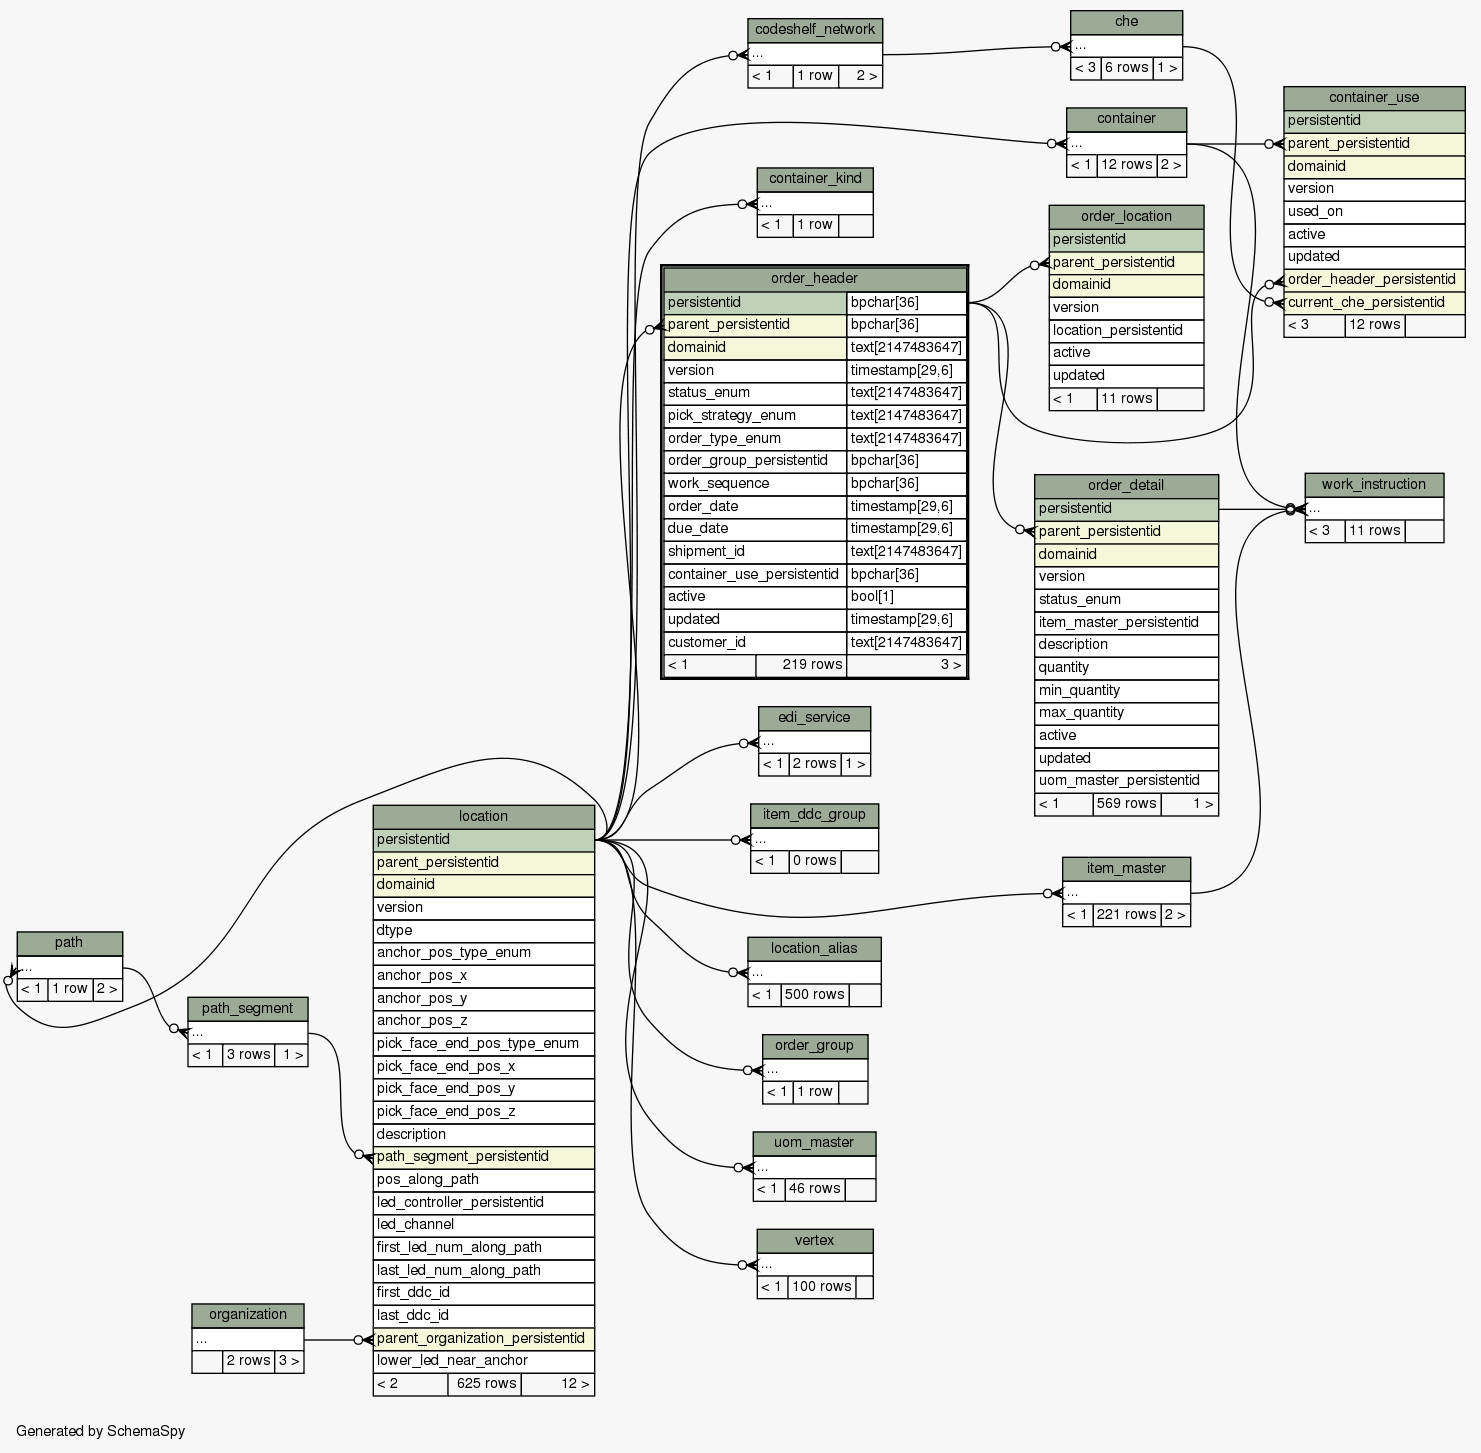 codeshelf_network
...
< 1 1 row 2 >
che
...
< 3 6 rows 1 >
container
...
< 1 12 rows 2 >
container_use
persistentid
parent_persistentid
domainid
version
used_on
active
updated
order_header_persistentid
current_che_persistentid
< 3 12 rows
container_kind
...
< 1 1 row
order_location
persistentid
parent_persistentid
domainid
version
location_persistentid
active
updated
< 1 11 rows
order_header
persistentid bpchar[36]
parent_persistentid bpchar[36]
domainid text[2147483647]
version timestamp[29,6]
status_enum text[2147483647]
pick_strategy_enum text[2147483647]
order_type_enum text[2147483647]
order_group_persistentid bpchar[36]
work_sequence bpchar[36]
order_date timestamp[29,6]
due_date timestamp[29,6]
shipment_id text[2147483647]
container_use_persistentid bpchar[36]
active bool[1]
updated timestamp[29,6]
customer_id text[2147483647]
< 1 219 rows 3 >
order_detail
persistentid
parent_persistentid
domainid
version
status_enum
item_master_persistentid
description
quantity
min_quantity
max_quantity
active
updated
uom_master_persistentid
< 1 569 rows 1 >
work_instruction
...
< 3 11 rows
edi_service
...
< 1 2 rows 1 >
item_ddc_group
...
< 1 0 rows
item_master
...
< 1 221 rows 2 >
location
persistentid
parent_persistentid
domainid
version
dtype
anchor_pos_type_enum
anchor_pos_x
anchor_pos_y
anchor_pos_z
pick_face_end_pos_type_enum
pick_face_end_pos_x
pick_face_end_pos_y
pick_face_end_pos_z
description
path_segment_persistentid
pos_along_path
led_controller_persistentid
led_channel
first_led_num_along_path
last_led_num_along_path
first_ddc_id
last_ddc_id
parent_organization_persistentid
lower_led_near_anchor
< 2 625 rows 12 >
path
...
< 1 1 row 2 >
path_segment
...
< 1 3 rows 1 >
location_alias
...
< 1 500 rows
order_group
...
< 1 1 row
uom_master
...
< 1 46 rows
vertex
...
< 1 100 rows
organization
...
2 rows 3 >
Generated by SchemaSpy